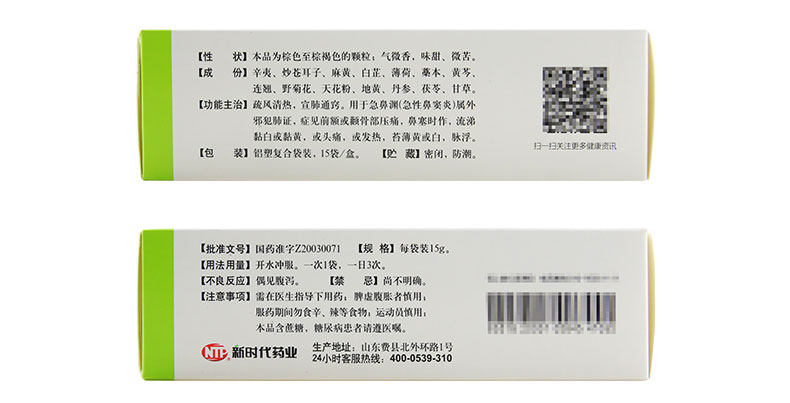 【性　状】本品为棕色至棕褐色的颗粒；气微香，味甜、微苦。
【成　份】辛夷、炒苍耳子、麻黄、白芷、薄荷、藁本、黄芩、
连翘、野菊花、天花粉、地黄、丹参、茯苓、甘草。
【功能主治】疏风清热，宣肺通窍。用于急鼻渊(急性鼻窦炎)属外
邪犯肺证，症见前额或颧骨部压痛，鼻塞时作，流涕
黏白或黏黄，或头痛，或发热，苔薄黄或白，脉浮。
【包　装】铝塑复合袋装，15袋/盒。　【贮　藏】密闭，防潮。
扫一扫关注更多健康资讯
【批准文号】国药准字Z20030071　【规　格】每袋装15g。
【用法用量】开水冲服。一次1袋，一日3次。
【不良反应】偶见腹泻。　【禁　忌】尚不明确。
【注意事项】需在医生指导下用药；脾虚腹胀者慎用；
服药期间勿食辛、辣等食物；运动员慎用；
本品含蔗糖，糖尿病患者请遵医嘱。
NTP 新时代药业
生产地址：山东费县北外环路1号
24小时客服热线：400-0539-310